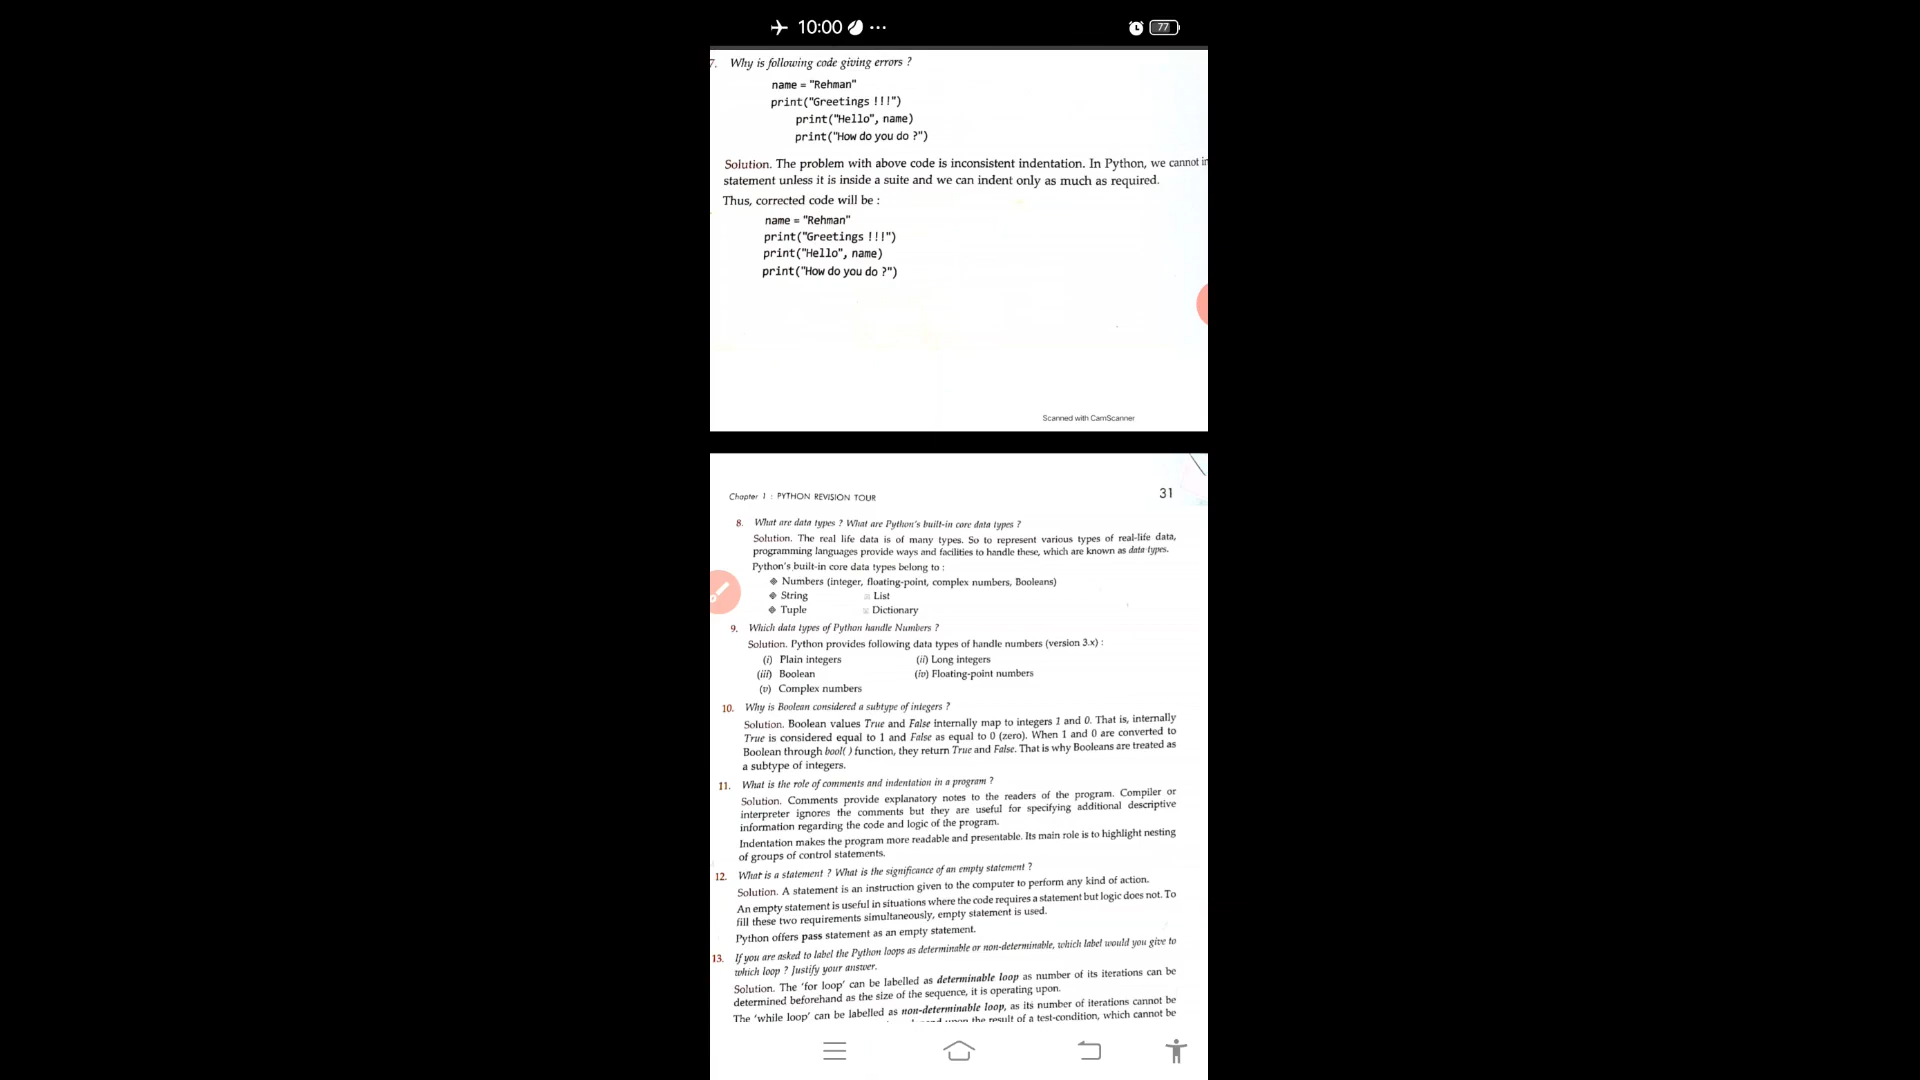 10:00 ...
77
7. Why is following code giving errors ?
name = "Rehman"
print("Greetings !!!")
print("Hello", name)
print("How do you do ?")
Solution. The problem with above code is inconsistent indentation. In Python, we cannot in
statement unless it is inside a suite and we can indent only as much as required.
Thus, corrected code will be :
name = "Rehman"
print("Greetings !!!")
print("Hello", name)
print("How do you do ?")
Scanned with CamScanner
Chapter 1 : PYTHON REVISION TOUR 31
8. What are data types ? What are Python's built-in core data types ?
Solution. The real life data is of many types. So to represent various types of real-life data,
programming languages provide ways and facilities to handle these, which are known as data types.
Python's built-in core data types belong to :
Numbers (integer, floating-point, complex numbers, Booleans)
String List
Tuple Dictionary
9. Which data types of Python handle Numbers ?
Solution. Python provides following data types of handle numbers (version 3.x) :
(i) Plain integers (ii) Long integers
(iii) Boolean (iv) Floating-point numbers
(v) Complex numbers
10. Why is Boolean considered a subtype of integers ?
Solution. Boolean values True and False internally map to integers 1 and 0. That is, internally
True is considered equal to 1 and False as equal to 0 (zero). When 1 and 0 are converted to
Boolean through bool( ) function, they return True and False. That is why Booleans are treated as
a subtype of integers.
11. What is the role of comments and indentation in a program ?
Solution. Comments provide explanatory notes to the readers of the program. Compiler or
interpreter ignores the comments but they are useful for specifying additional descriptive
information regarding the code and logic of the program.
Indentation makes the program more readable and presentable. Its main role is to highlight nesting
of groups of control statements.
12. What is a statement ? What is the significance of an empty statement ?
Solution. A statement is an instruction given to the computer to perform any kind of action.
An empty statement is useful in situations where the code requires a statement but logic does not. To
fill these two requirements simultaneously, empty statement is used.
Python offers pass statement as an empty statement.
13. If you are asked to label the Python loops as determinable or non-determinable, which label would you give to
which loop ? Justify your answer.
Solution. The 'for loop' can be labelled as determinable loop as number of its iterations can be
determined beforehand as the size of the sequence, it is operating upon.
The 'while loop' can be labelled as non-determinable loop, as its number of iterations cannot be
upon the result of a test-condition, which cannot be